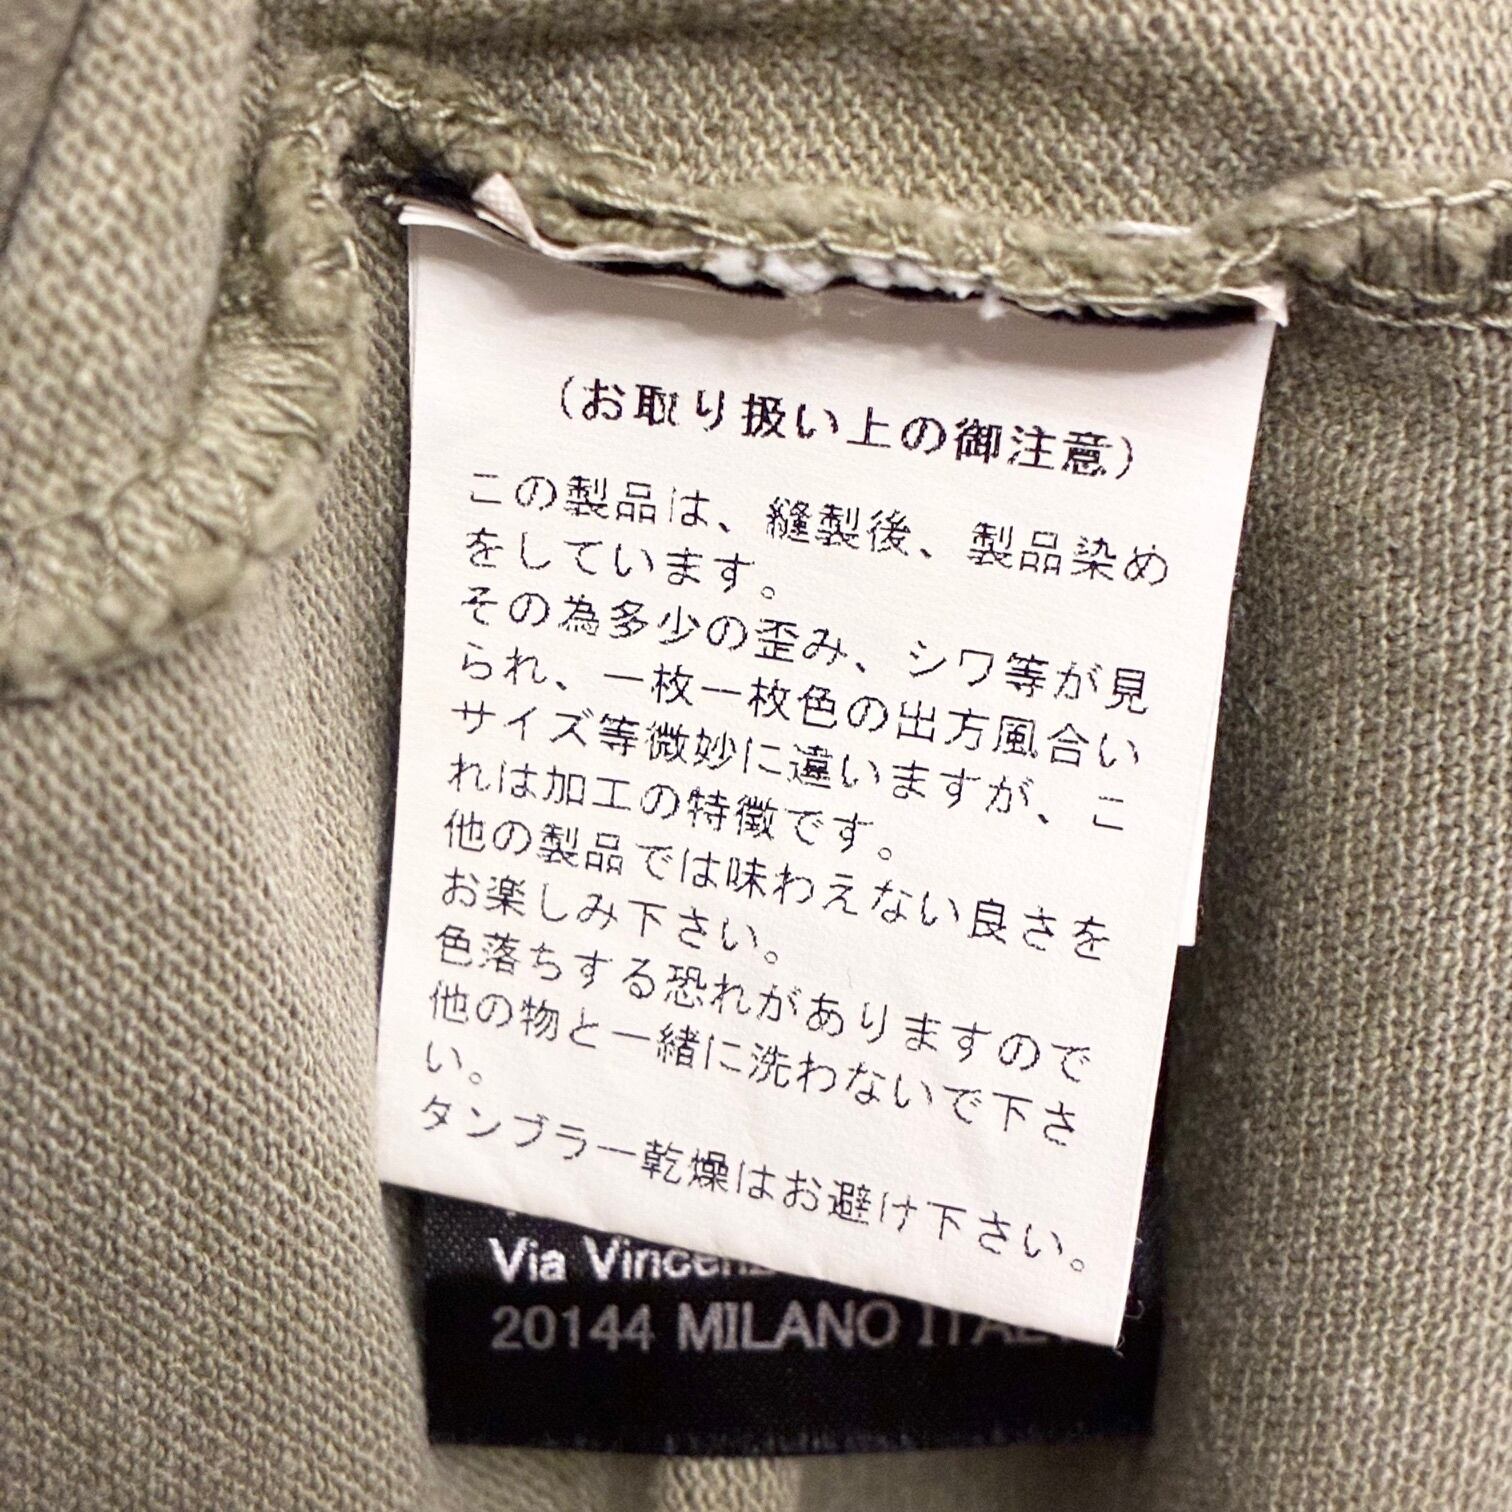 (お取り扱い上の御注意)
この製品は、縫製後、製品染め
をしています。
その為多少の歪み、シワ等が見
られ、一枚一枚色の出方風合い
サイズ等微妙に違いますが、こ
れは加工の特徴です。
他の製品では味わえない良さを
お楽しみ下さい。
色落ちする恐れがありますので
他の物と一緒に洗わないで下さ
い。
タンブラー乾燥はお避け下さい。
Via
20144 MILANO ITALY